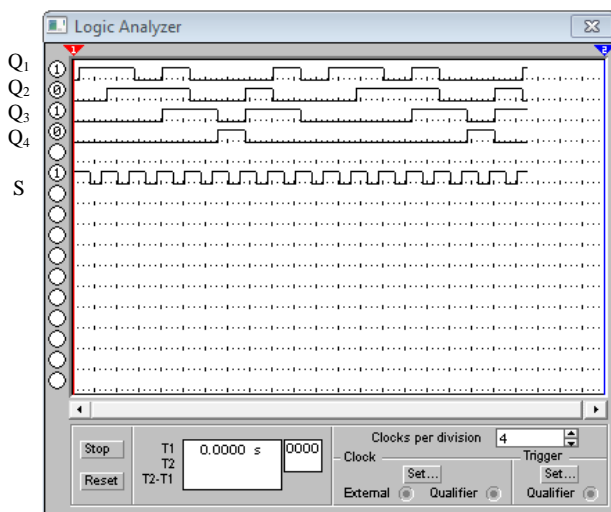 Logic Analyzer
1 2
Q1 1
Q2 0
Q3 1
Q4 0
S 1
Clocks per division 4
Stop T1 0.0000 s 0000
T2
Reset T2-T1
Clock Trigger
Set... Set...
External Qualifier Qualifier